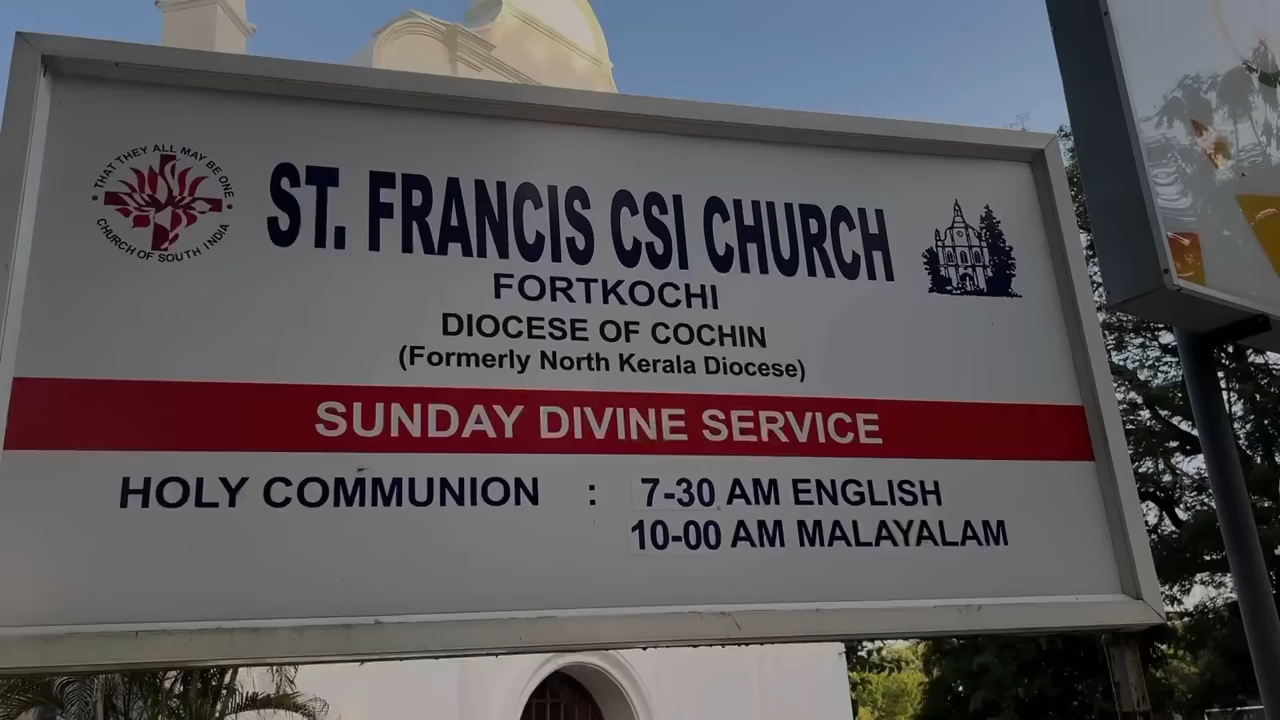 THAT THEY ALL MAY BE ONE
CHURCH OF SOUTH INDIA
ST. FRANCIS CSI CHURCH
FORTKOCHI
DIOCESE OF COCHIN
(Formerly North Kerala Diocese)
SUNDAY DIVINE SERVICE
HOLY COMMUNION : 7-30 AM ENGLISH
10-00 AM MALAYALAM